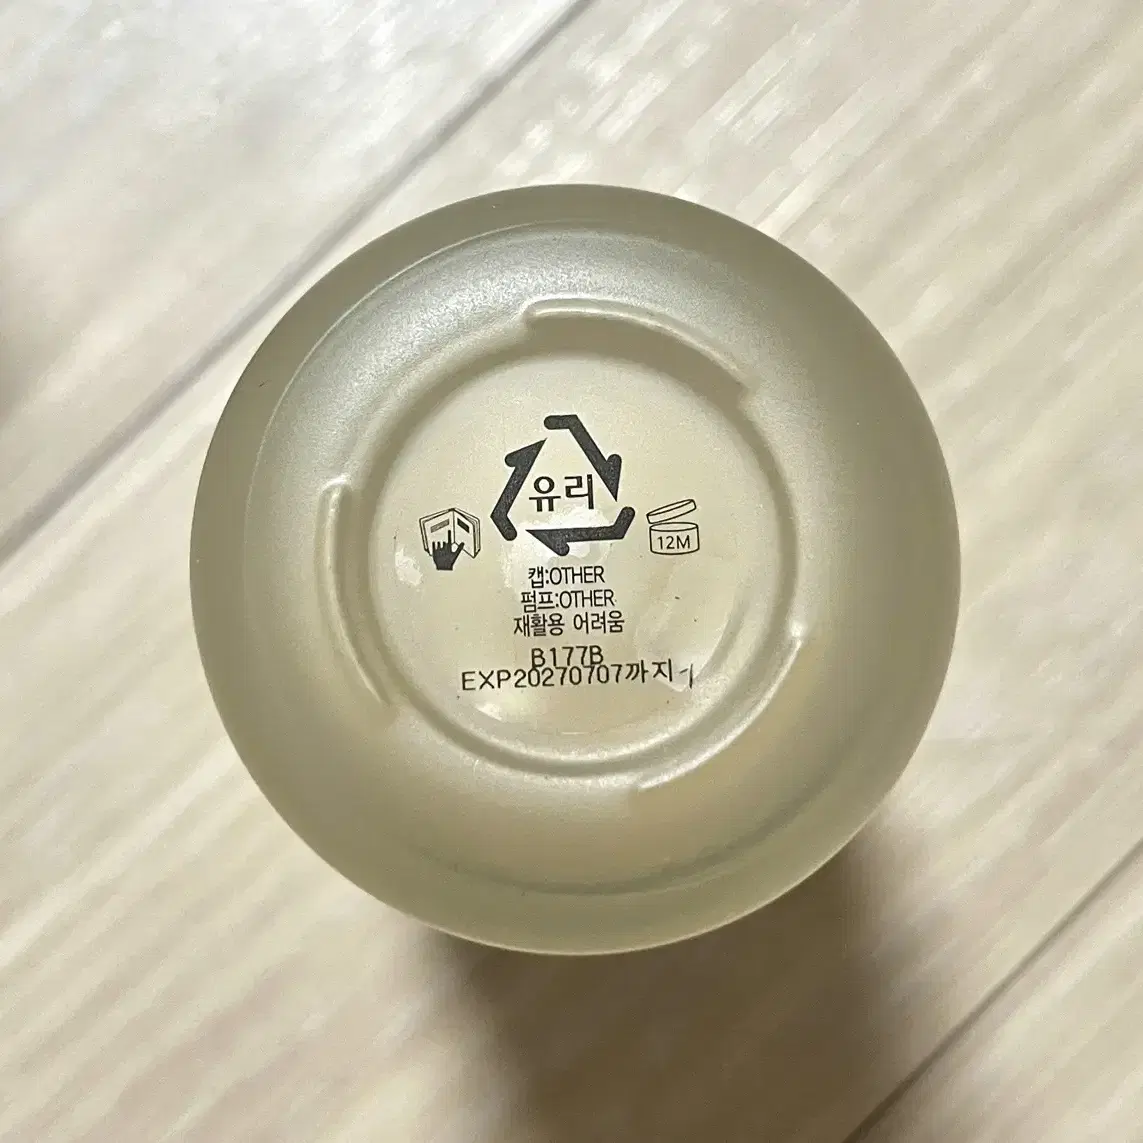 유리
12M
캡:OTHER
펌프:OTHER
재활용 어려움
B177B
EXP20270707까지